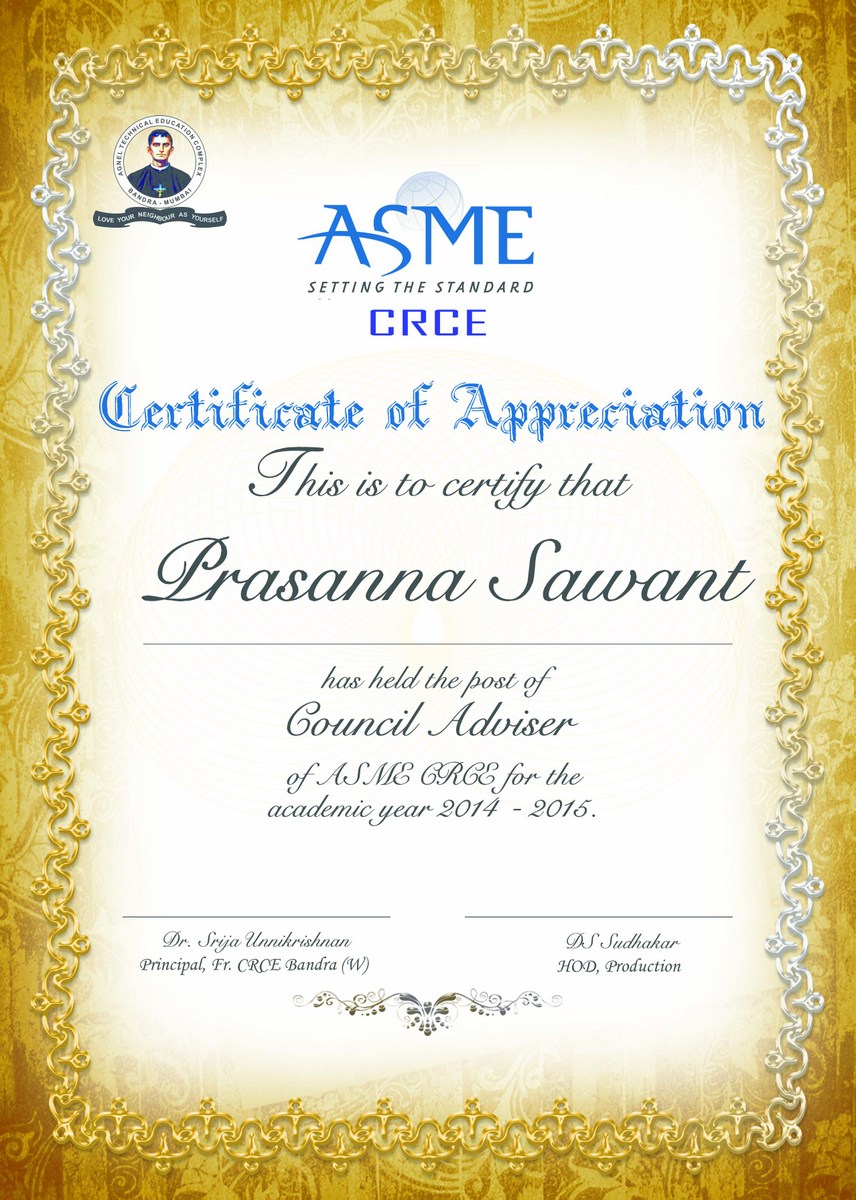 AGNEL TECHNICAL EDUCATION COMPLEX
BANDRA - MUMBAI
LOVE YOUR NEIGHBOUR AS YOURSELF
ASME
SETTING THE STANDARD
CRCE
Certificate of Appreciation
This is to certify that
Prasanna Sawant
has held the post of
Council Adviser
of ASME CRCE for the
academic year 2014 - 2015.
Dr. Srija Unnikrishnan
Principal, Fr. CRCE Bandra (W)
DS Sudhakar
HOD, Production